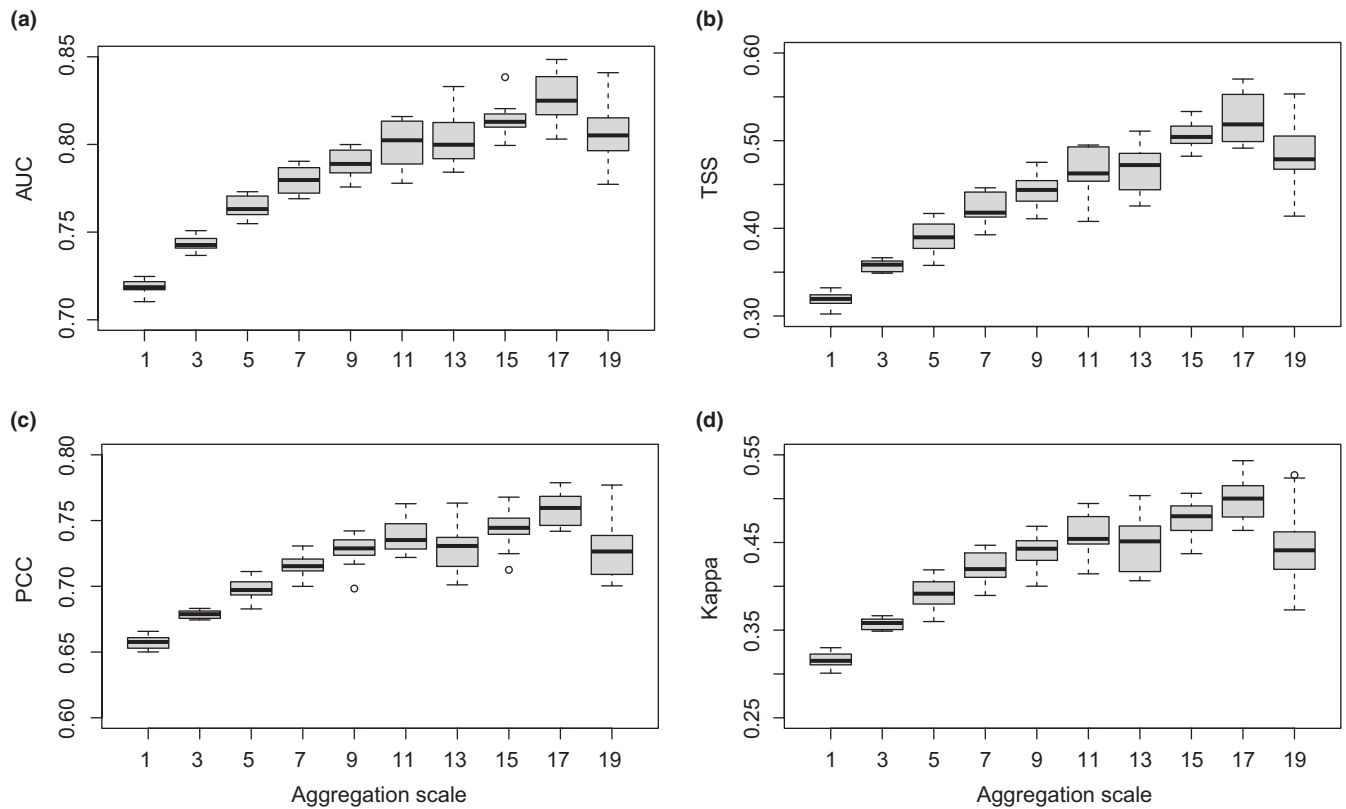 (a)
AUC
0.85
0.80
0.75
0.70
1 3 5 7 9 11 13 15 17 19
(b)
TSS
0.60
0.50
0.40
0.30
1 3 5 7 9 11 13 15 17 19
(c)
PCC
0.80
0.75
0.70
0.65
0.60
1 3 5 7 9 11 13 15 17 19
Aggregation scale
(d)
Kappa
0.55
0.45
0.35
0.25
1 3 5 7 9 11 13 15 17 19
Aggregation scale